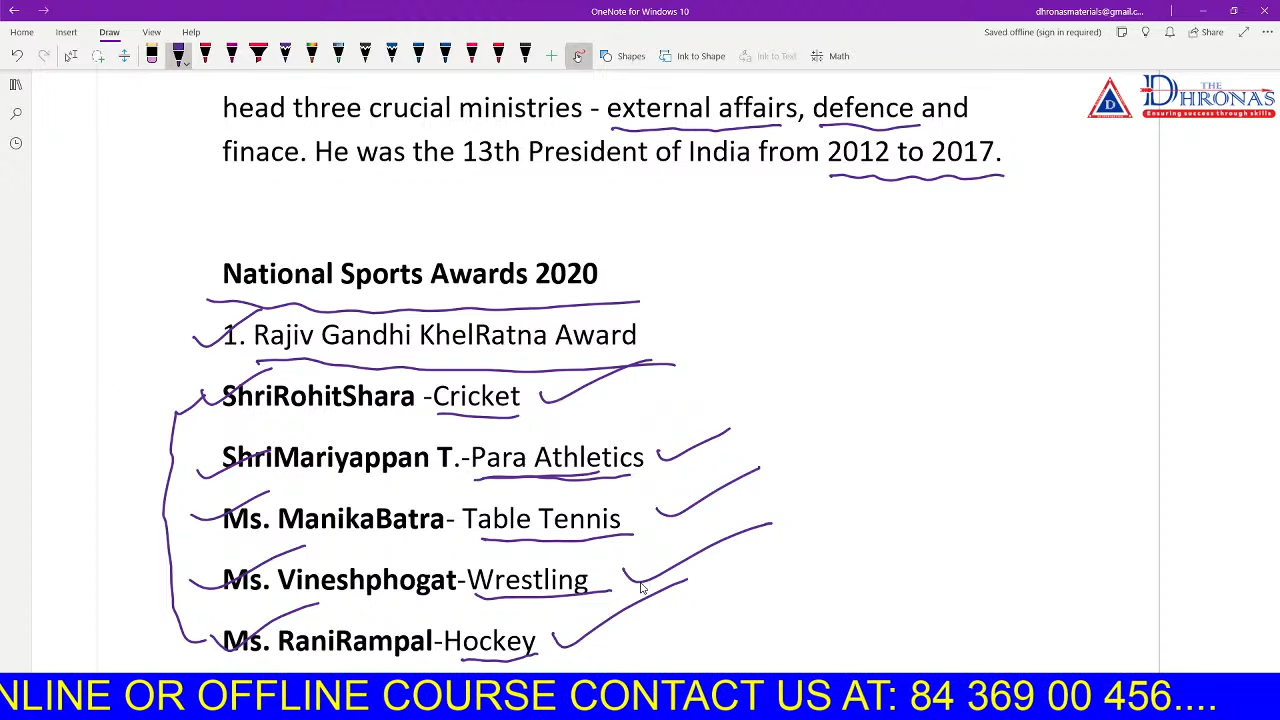 OneNote for Windows 10
dhronasmaterials@gmail.c...
Home Insert Draw View Help
Saved offline (sign in required) Share
Shapes Ink to Shape Ink to Text Math
THE
DHRONAS
Ensuring success through skills
head three crucial ministries - external affairs, defence and
finace. He was the 13th President of India from 2012 to 2017.
National Sports Awards 2020
1. Rajiv Gandhi KhelRatna Award
ShriRohitShara -Cricket
ShriMariyappan T.-Para Athletics
Ms. ManikaBatra- Table Tennis
Ms. Vineshphogat-Wrestling
Ms. RaniRampal-Hockey
NLINE OR OFFLINE COURSE CONTACT US AT: 84 369 00 456....